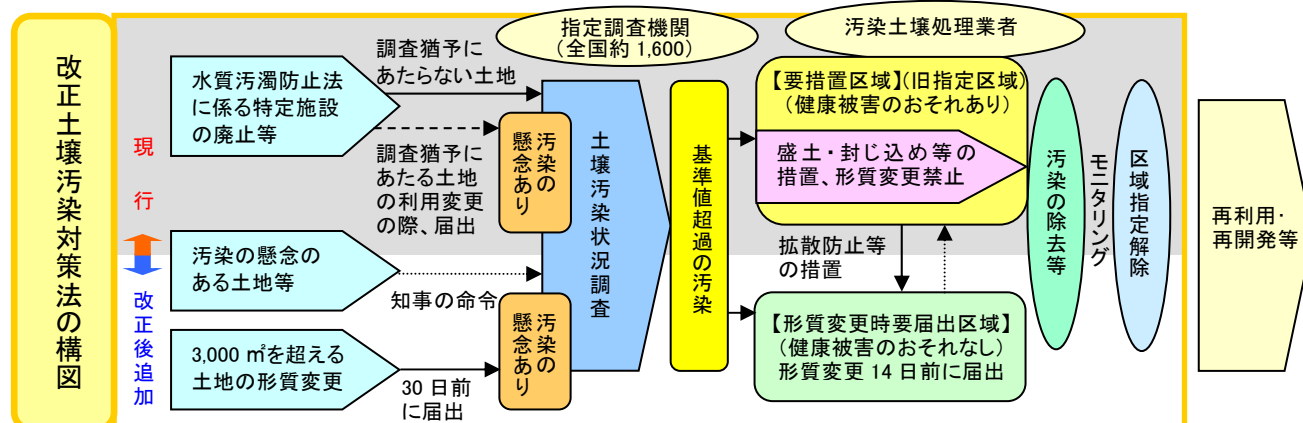 改正土壌汚染対策法の構図
現行
改正後追加
水質汚濁防止法
に係る特定施設
の廃止等
汚染の懸念の
ある土地等
3,000 ㎡を超える
土地の形質変更
調査猶予に
あたらない土地
調査猶予に
あたる土地
の利用変更
の際、届出
知事の命令
30 日前
に届出
汚染の
懸念あり
汚染の
懸念あり
指定調査機関
（全国約 1,600）
土壌汚染状況調査
基準値超過の汚染
汚染土壌処理業者
【要措置区域】（旧指定区域）
（健康被害のおそれあり）
盛土・封じ込め等の
措置、形質変更禁止
拡散防止等
の措置
【形質変更時要届出区域】
（健康被害のおそれなし）
形質変更 14 日前に届出
汚染の除去等
モニタリング
区域指定解除
再利用・
再開発等